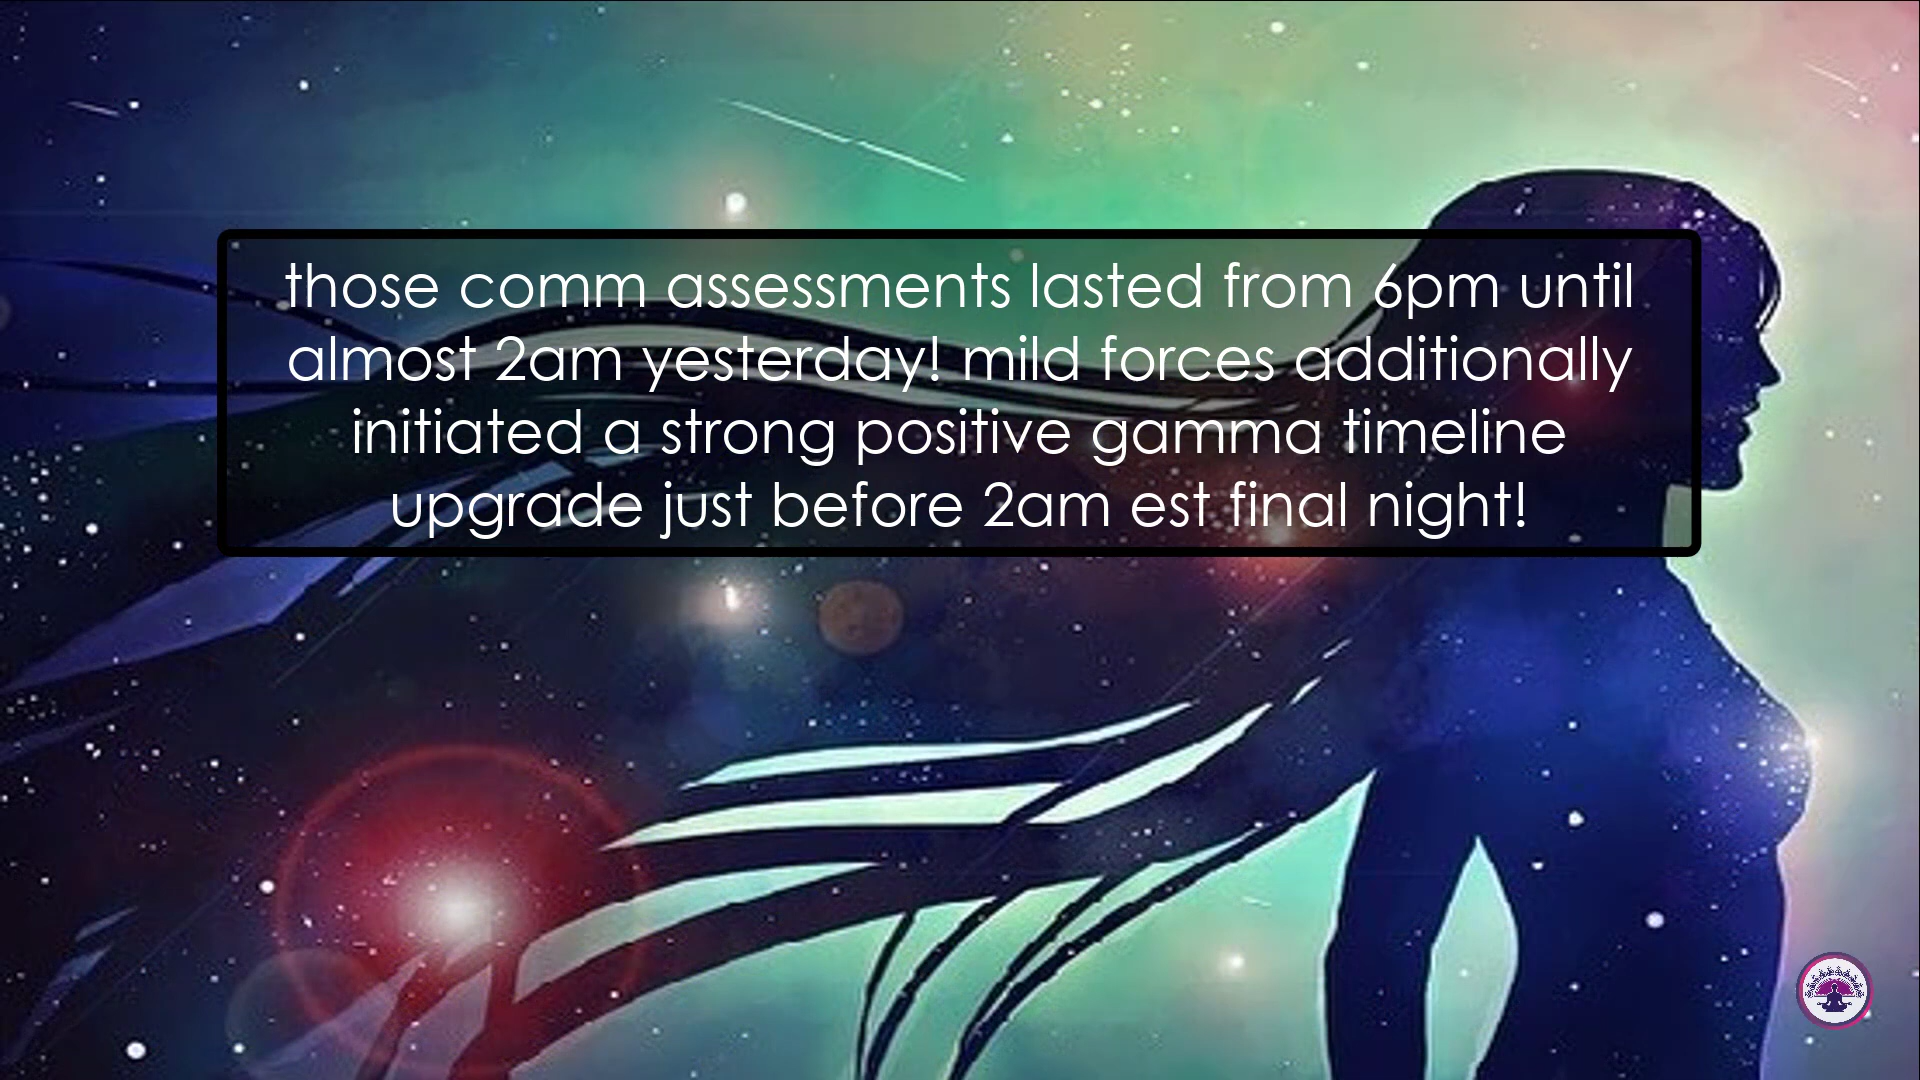 those comm assessments lasted from 6pm until
almost 2am yesterday! mild forces additionally
initiated a strong positive gamma timeline
upgrade just before 2am est final night!